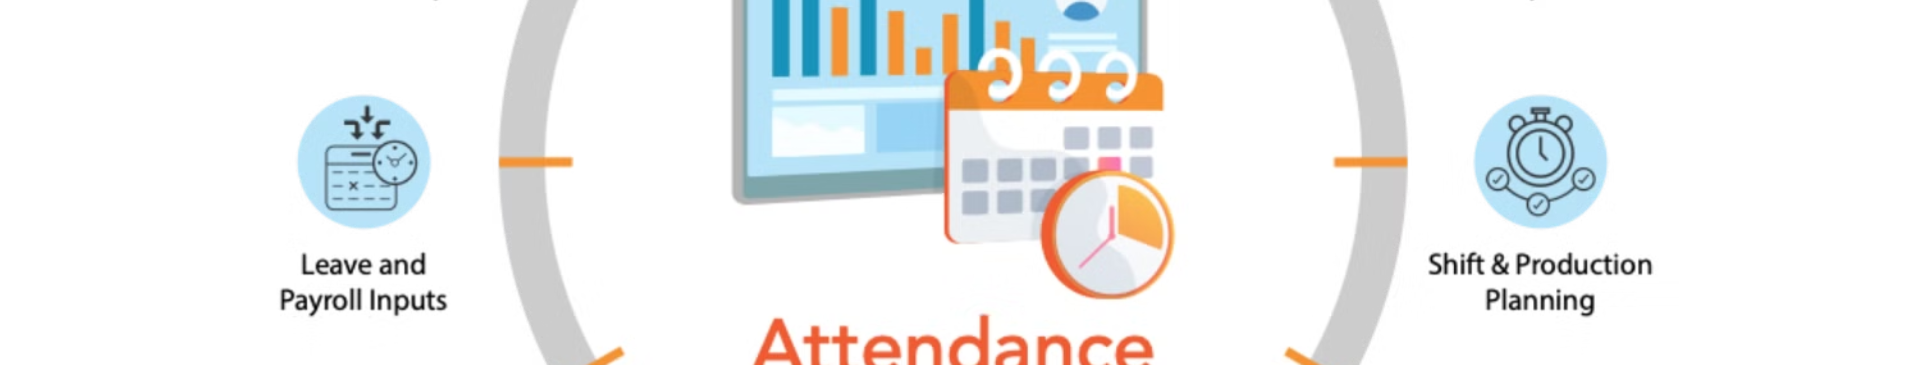 Leave and
Payroll Inputs
Shift & Production
Planning
Attendance